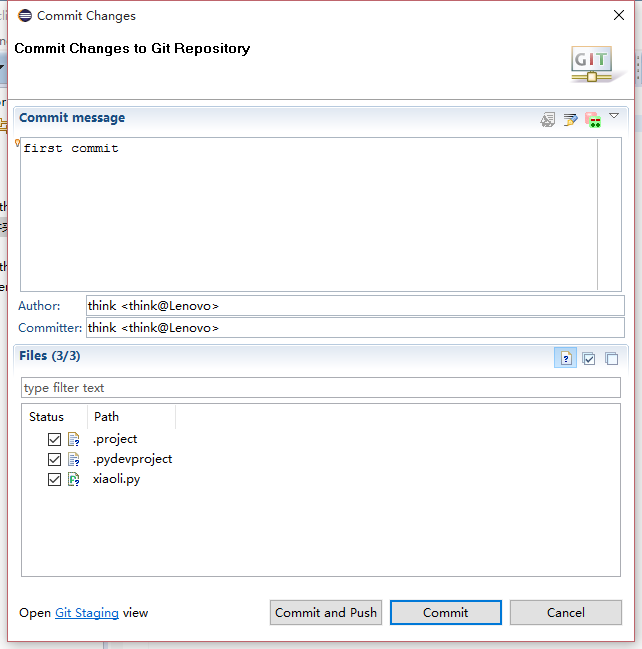 Commit Changes
Commit Changes to Git Repository
GIT
Commit message
first commit
Author: think <think@Lenovo>
Committer: think <think@Lenovo>
Files (3/3)
type filter text
Status Path
.project
.pydevproject
xiaoli.py
Open Git Staging view Commit and Push Commit Cancel